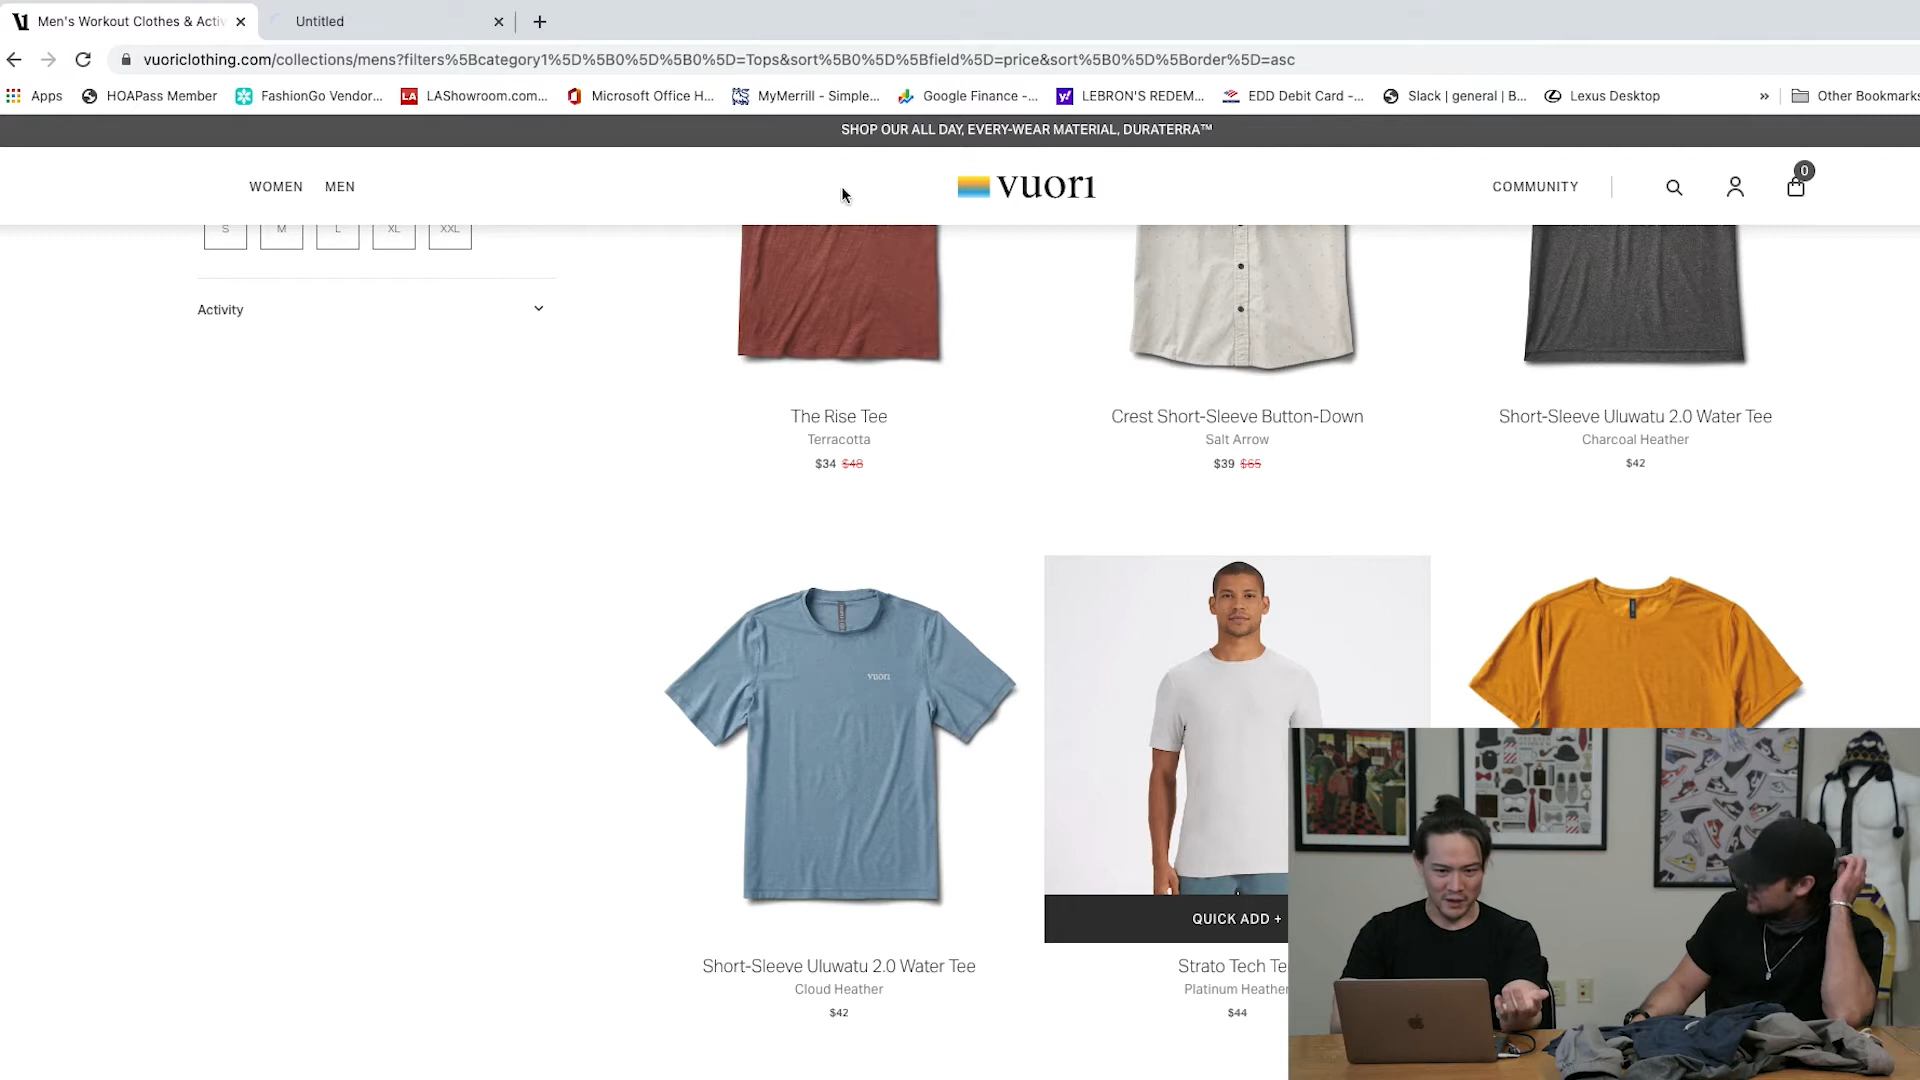 Men's Workout Clothes & Activ
Untitled
vuoriclothing.com/collections/mens?filters%5Bcategory1%5D%5B0%5D%5B0%5D=Tops&sort%5B0%5D%5Bfield%5D=price&sort%5B0%5D%5Border%5D=asc
Apps HOAPass Member FashionGo Vendor... LAShowroom.com... Microsoft Office H... MyMerrill - Simple... Google Finance -... LEBRON'S REDEM... EDD Debit Card -... Slack | general | B... Lexus Desktop » Other Bookmarks
SHOP OUR ALL DAY, EVERY-WEAR MATERIAL, DURATERRA™
WOMEN MEN vuori COMMUNITY 0
S M L XL XXL
Activity
The Rise Tee
Terracotta
$34 $48
Crest Short-Sleeve Button-Down
Salt Arrow
$39 $65
Short-Sleeve Uluwatu 2.0 Water Tee
Charcoal Heather
$42
vuori
Short-Sleeve Uluwatu 2.0 Water Tee
Cloud Heather
$42
QUICK ADD +
Strato Tech Te
Platinum Heather
$44